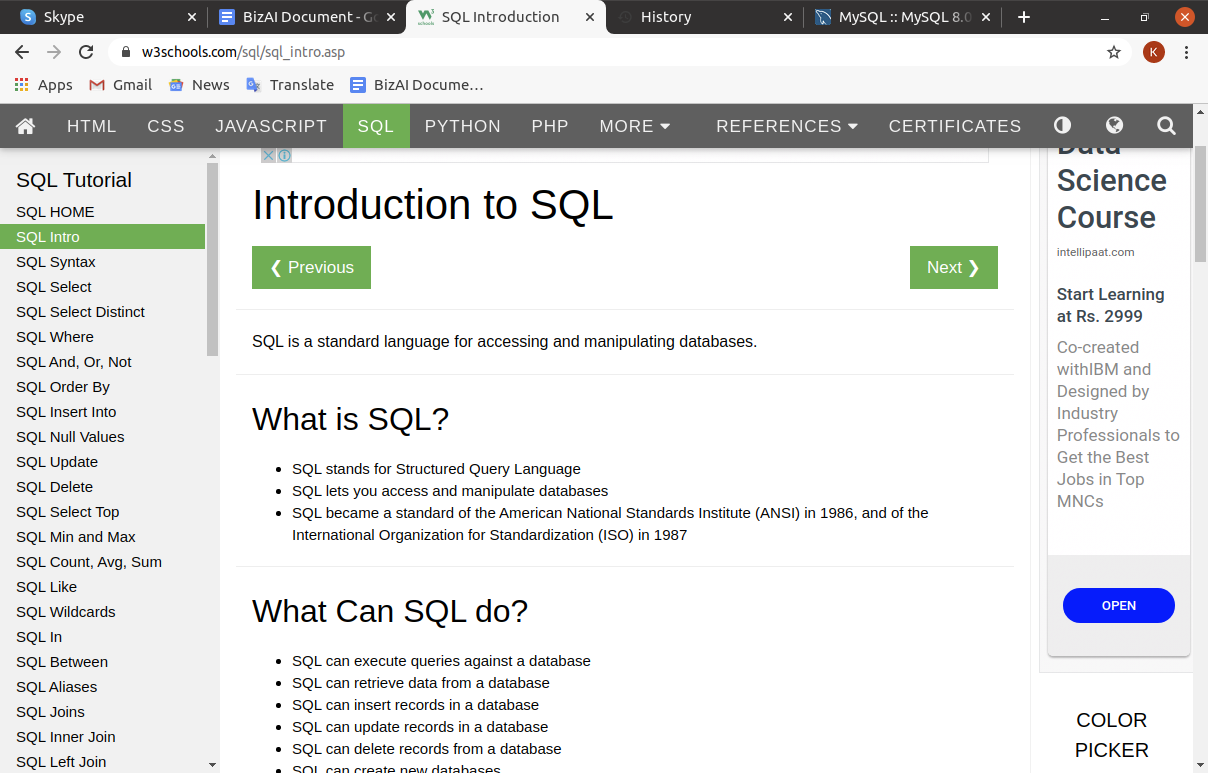 Skype
BizAI Document - Go
SQL Introduction
History
MySQL :: MySQL 8.0
w3schools.com/sql/sql_intro.asp
K
Apps
Gmail
News
Translate
BizAI Docume…
HTML
CSS
JAVASCRIPT
SQL
PYTHON
PHP
MORE
REFERENCES
CERTIFICATES
SQL Tutorial
SQL HOME
SQL Intro
SQL Syntax
SQL Select
SQL Select Distinct
SQL Where
SQL And, Or, Not
SQL Order By
SQL Insert Into
SQL Null Values
SQL Update
SQL Delete
SQL Select Top
SQL Min and Max
SQL Count, Avg, Sum
SQL Like
SQL Wildcards
SQL In
SQL Between
SQL Aliases
SQL Joins
SQL Inner Join
SQL Left Join
Introduction to SQL
❮ Previous
Next ❯
SQL is a standard language for accessing and manipulating databases.
What is SQL?
SQL stands for Structured Query Language
SQL lets you access and manipulate databases
SQL became a standard of the American National Standards Institute (ANSI) in 1986, and of the
International Organization for Standardization (ISO) in 1987
What Can SQL do?
SQL can execute queries against a database
SQL can retrieve data from a database
SQL can insert records in a database
SQL can update records in a database
SQL can delete records from a database
SQL can create new databases
Data
Science
Course
intellipaat.com
Start Learning
at Rs. 2999
Co-created
withIBM and
Designed by
Industry
Professionals to
Get the Best
Jobs in Top
MNCs
OPEN
COLOR
PICKER